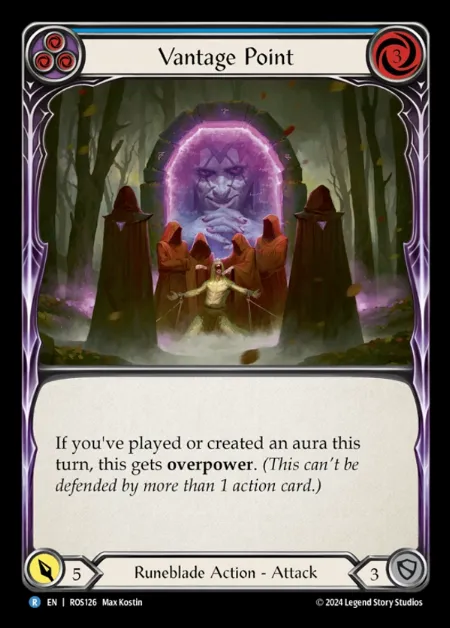 Vantage Point
3
If you've played or created an aura this
turn, this gets overpower. (This can't be
defended by more than 1 action card.)
5 Runeblade Action - Attack 3
R EN | ROS126 Max Kostin © 2024 Legend Story Studios